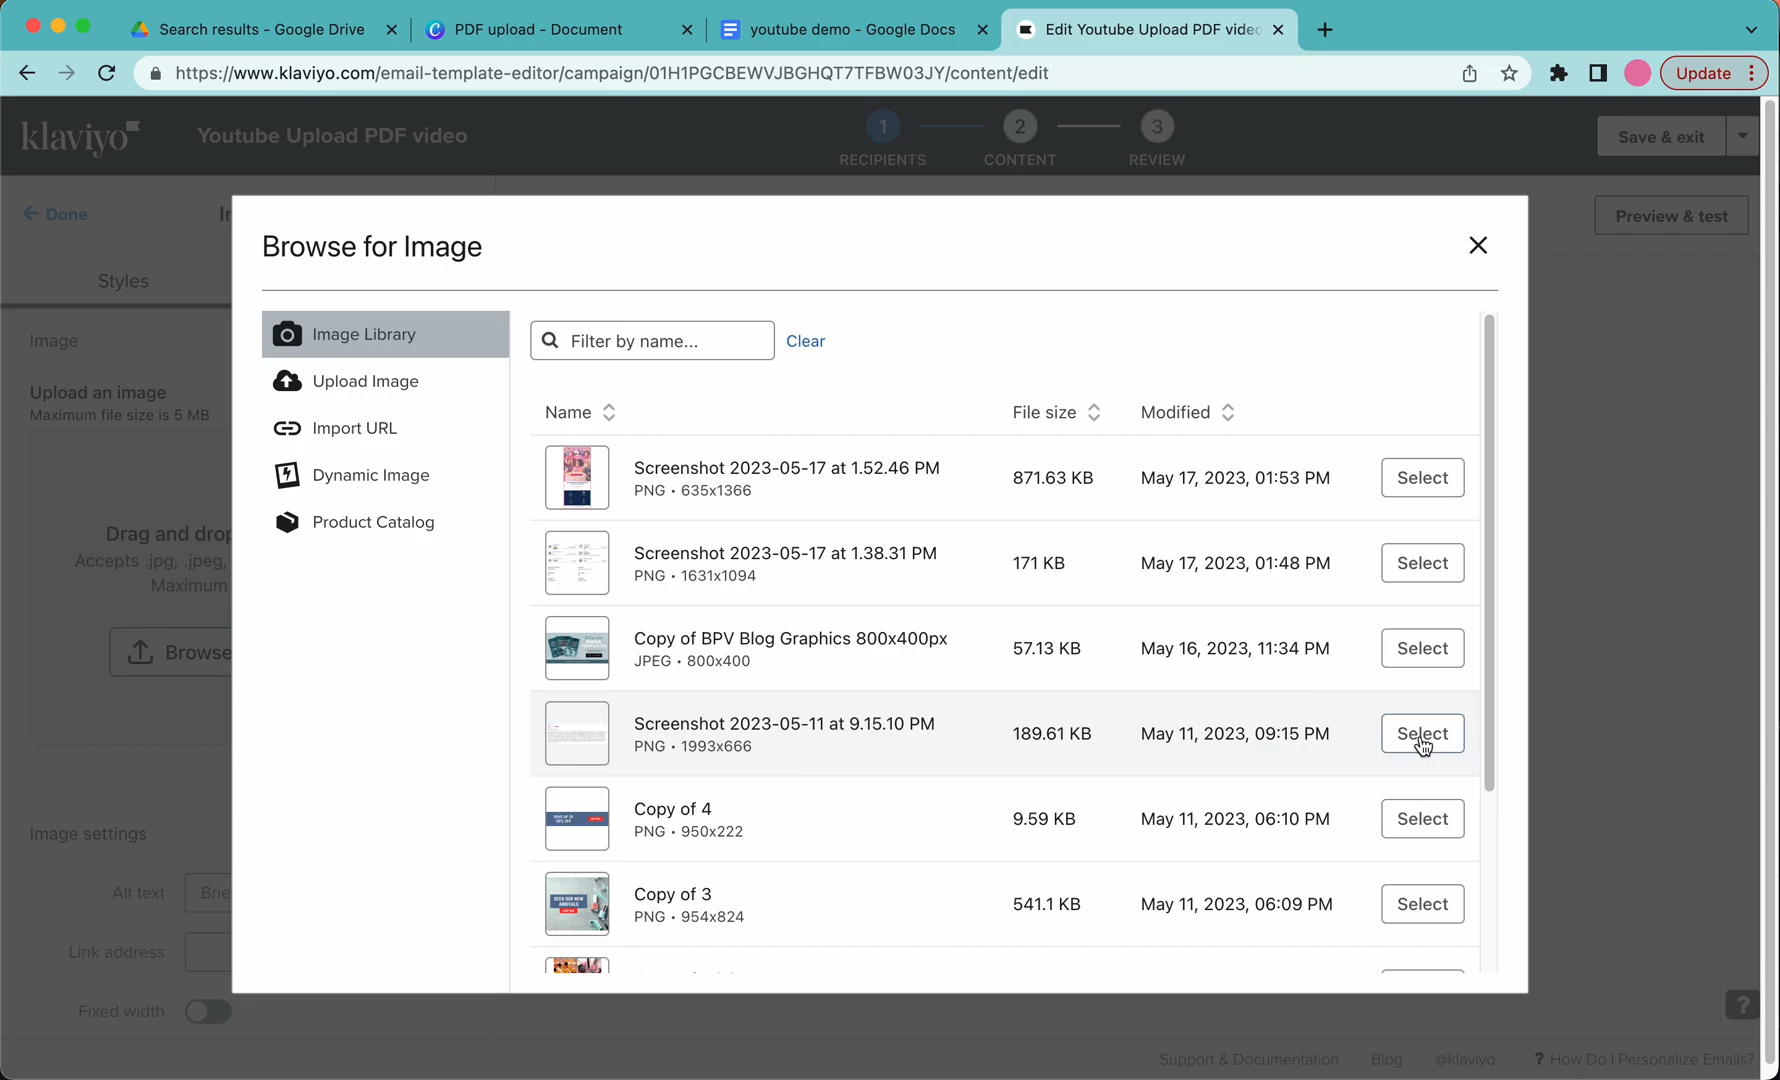 Search results - Google Drive
PDF upload - Document
youtube demo - Google Docs
Edit Youtube Upload PDF video
https://www.klaviyo.com/email-template-editor/campaign/01H1PGCBEWVJBGHQT7TFBW03JY/content/edit
Update
klaviyo
Youtube Upload PDF video
1
2
3
RECIPIENTS
CONTENT
REVIEW
Save & exit
Done
Preview & test
Browse for Image
Styles
Image
Upload an image
Maximum file size is 5 MB
Drag and drop
Accepts .jpg, .jpeg,
Maximum
Browse
Image settings
Alt text
Link address
Fixed width
Image Library
Upload Image
Import URL
Dynamic Image
Product Catalog
Filter by name...
Clear
Name
File size
Modified
Screenshot 2023-05-17 at 1.52.46 PM
PNG • 635x1366
871.63 KB
May 17, 2023, 01:53 PM
Select
Screenshot 2023-05-17 at 1.38.31 PM
PNG • 1631x1094
171 KB
May 17, 2023, 01:48 PM
Select
Copy of BPV Blog Graphics 800x400px
JPEG • 800x400
57.13 KB
May 16, 2023, 11:34 PM
Select
Screenshot 2023-05-11 at 9.15.10 PM
PNG • 1993x666
189.61 KB
May 11, 2023, 09:15 PM
Select
Copy of 4
PNG • 950x222
9.59 KB
May 11, 2023, 06:10 PM
Select
Copy of 3
PNG • 954x824
541.1 KB
May 11, 2023, 06:09 PM
Select
?
Support & Documentation
Blog
@klaviyo
? How Do I Personalize Emails?